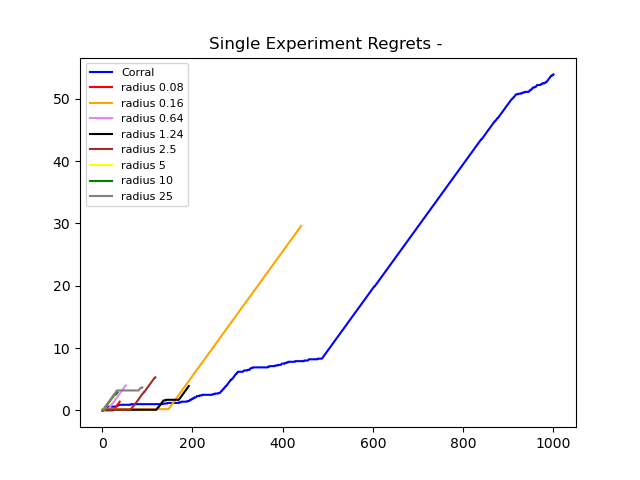 Single Experiment Regrets -
Corral
radius 0.08
radius 0.16
radius 0.64
radius 1.24
radius 2.5
radius 5
radius 10
radius 25
50
40
30
20
10
0
0 200 400 600 800 1000